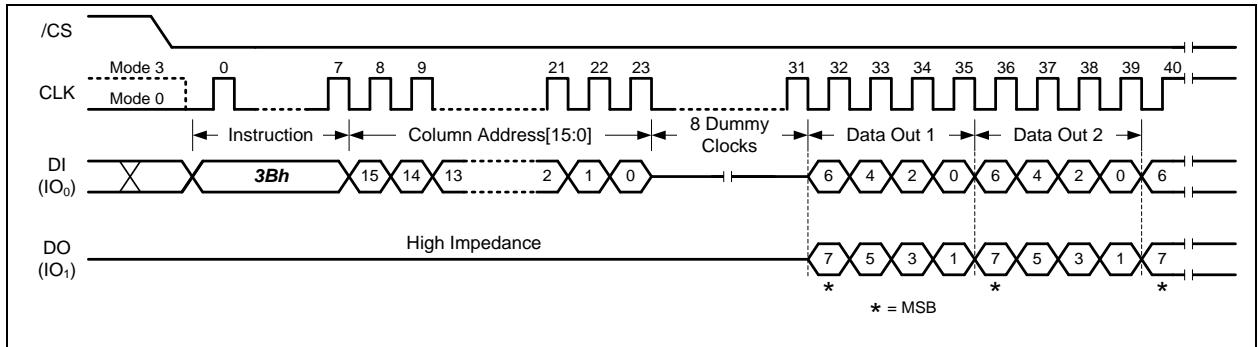 /CS
Mode 3
Mode 0
CLK
0 7 8 9 21 22 23 31 32 33 34 35 36 37 38 39 40
Instruction
Column Address[15:0]
8 Dummy
Clocks
Data Out 1
Data Out 2
DI
(IO₀)
3Bh 15 14 13 2 1 0 6 4 2 0 6 4 2 0 6
DO
(IO₁)
High Impedance
7 5 3 1 7 5 3 1 7
* * *
* = MSB